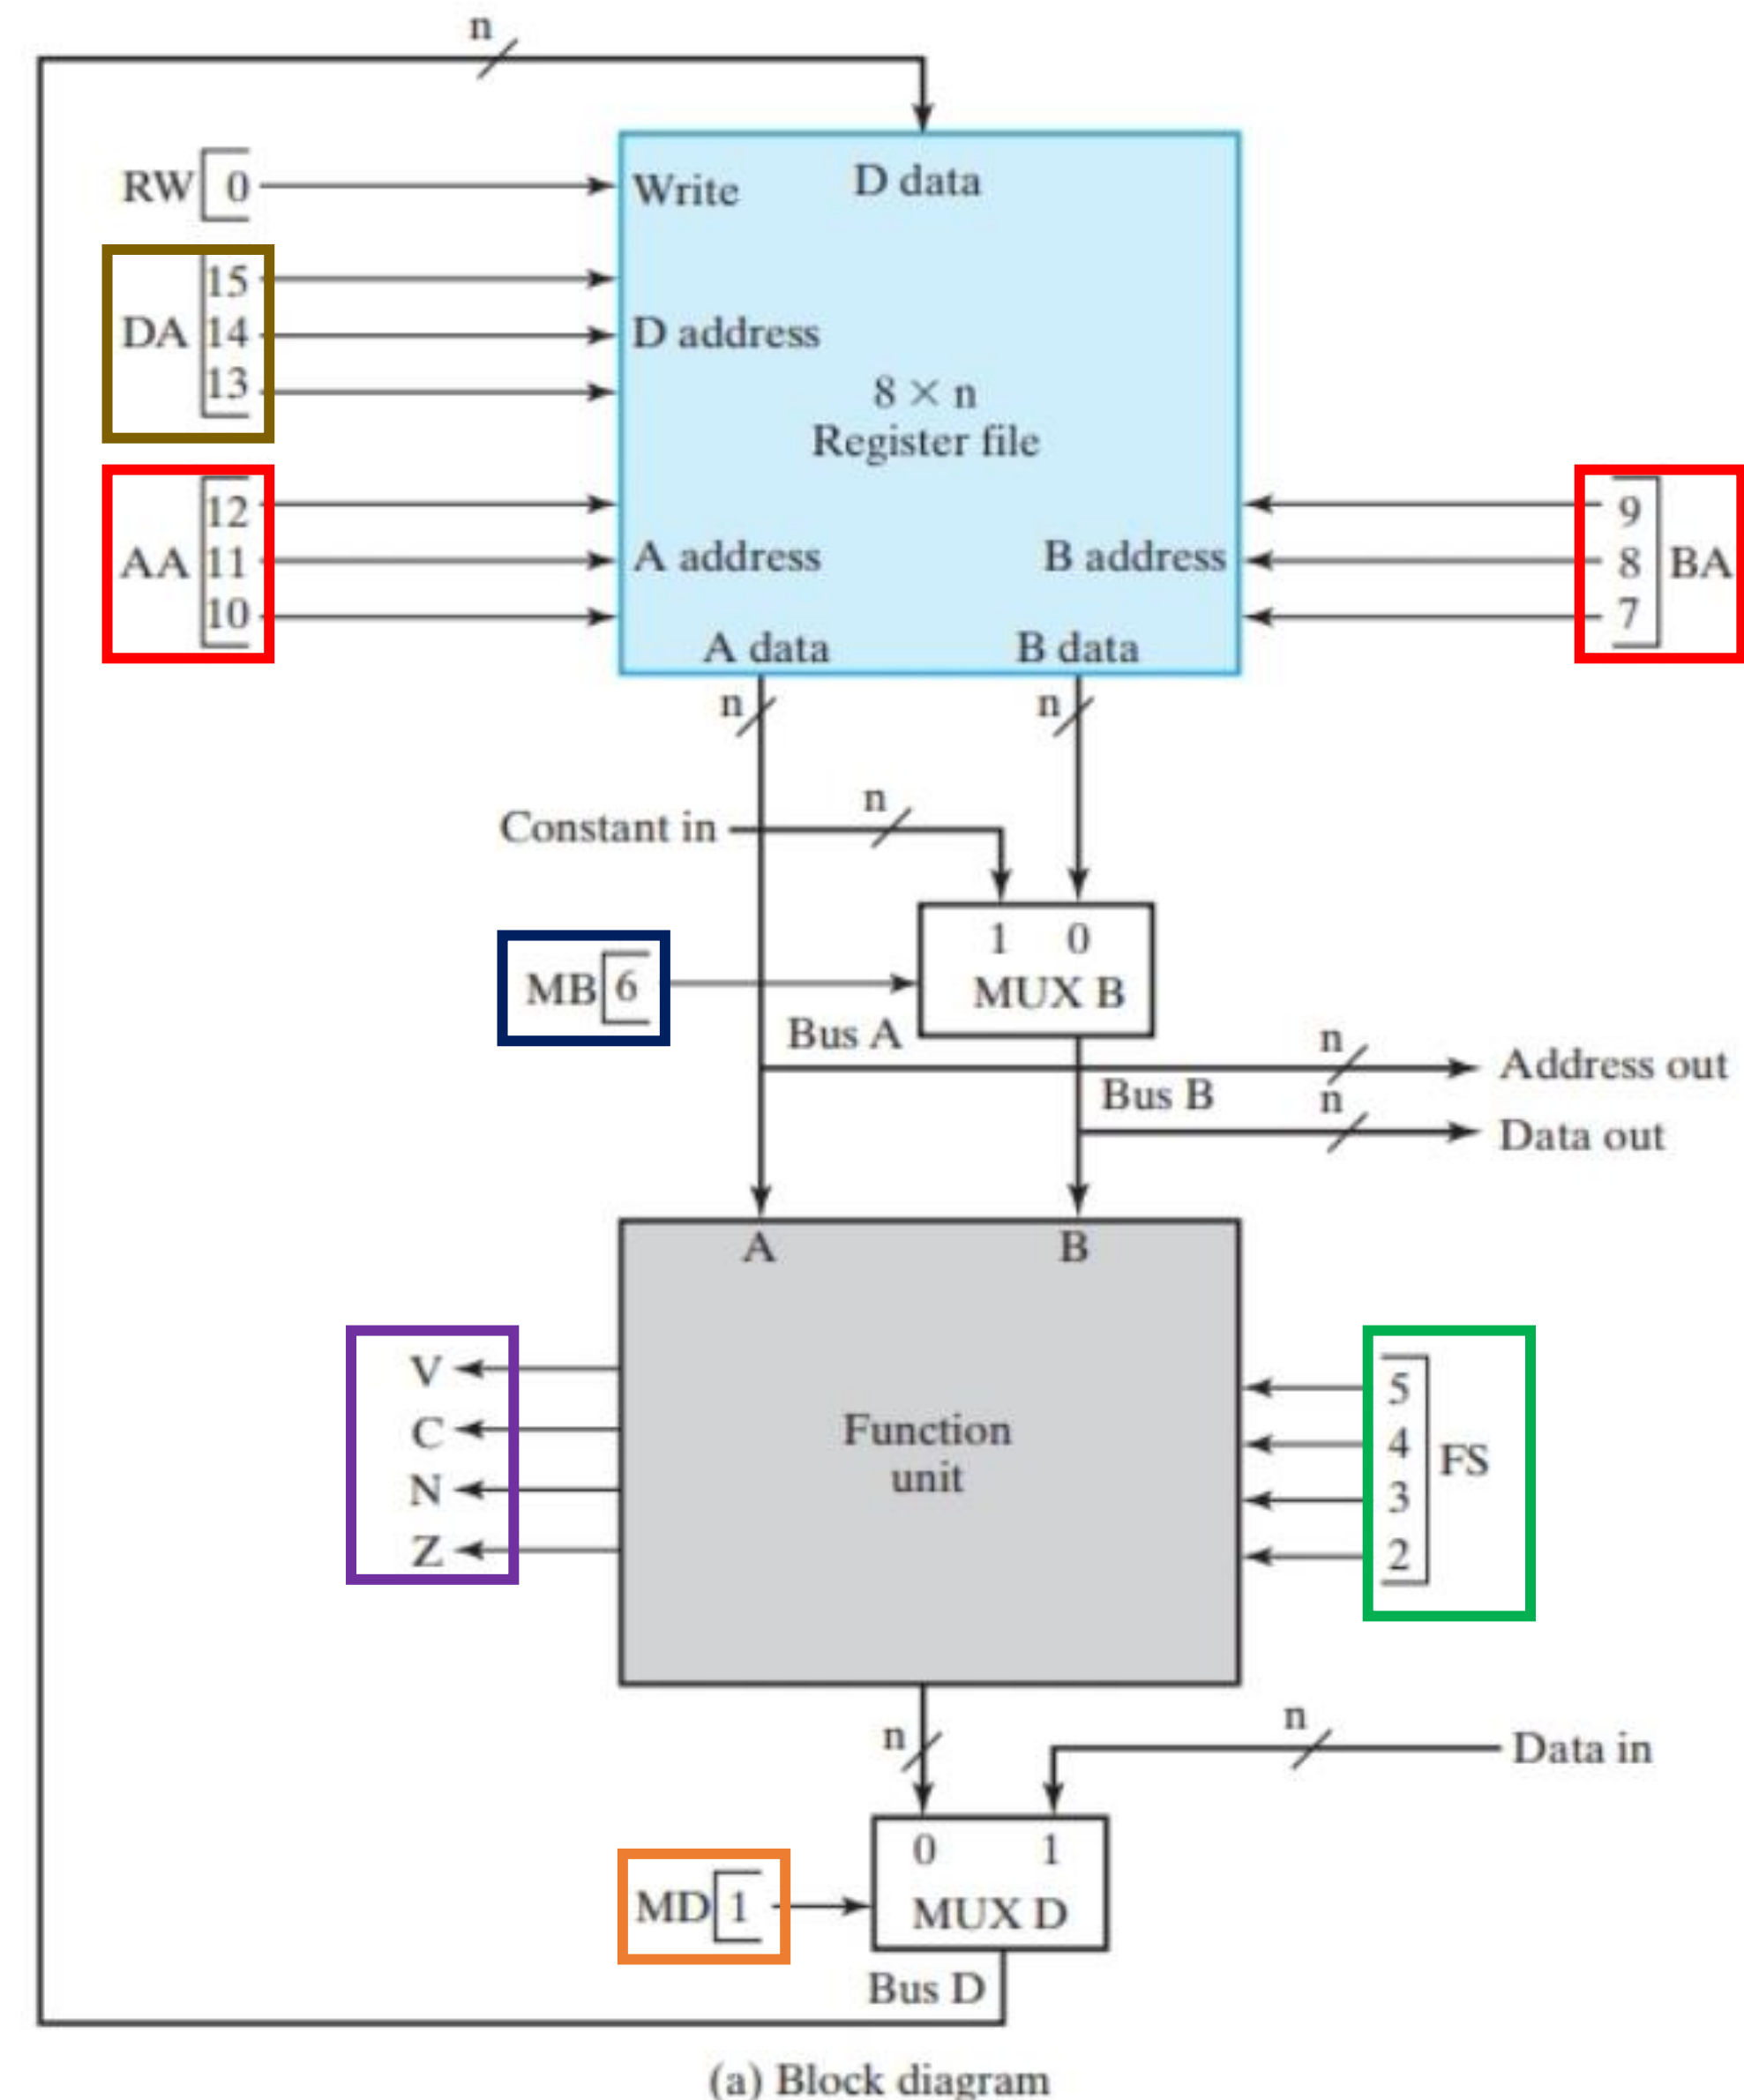 n
RW 0
Write
D data
15
DA 14
13
D address
8 × n
Register file
12
AA 11
10
A address
B address
9
8 BA
7
A data
B data
n
n
Constant in
n
1 0
MUX B
MB 6
Bus A
n
Address out
Bus B
n
Data out
A
B
V
C
N
Z
Function
unit
5
4
3
2
FS
n
n
Data in
0 1
MUX D
MD 1
Bus D
(a) Block diagram